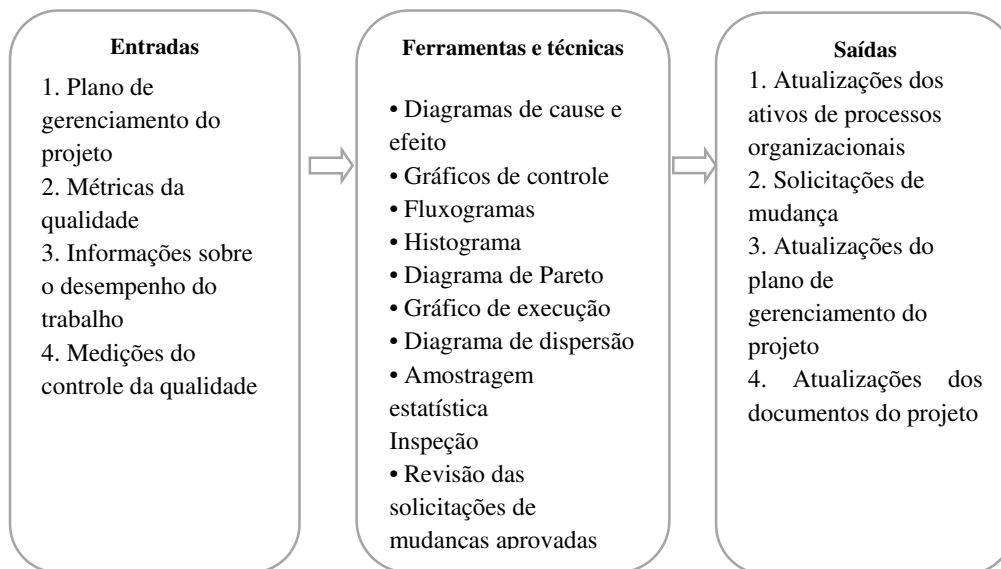 Entradas
1. Plano de
gerenciamento do
projeto
2. Métricas da
qualidade
3. Informações sobre
o desempenho do
trabalho
4. Medições do
controle da qualidade
Ferramentas e técnicas
• Diagramas de cause e
efeito
• Gráficos de controle
• Fluxogramas
• Histograma
• Diagrama de Pareto
• Gráfico de execução
• Diagrama de dispersão
• Amostragem
estatística
Inspeção
• Revisão das
solicitações de
mudanças aprovadas
Saídas
1. Atualizações dos
ativos de processos
organizacionais
2. Solicitações de
mudança
3. Atualizações do
plano de
gerenciamento do
projeto
4. Atualizações dos
documentos do projeto